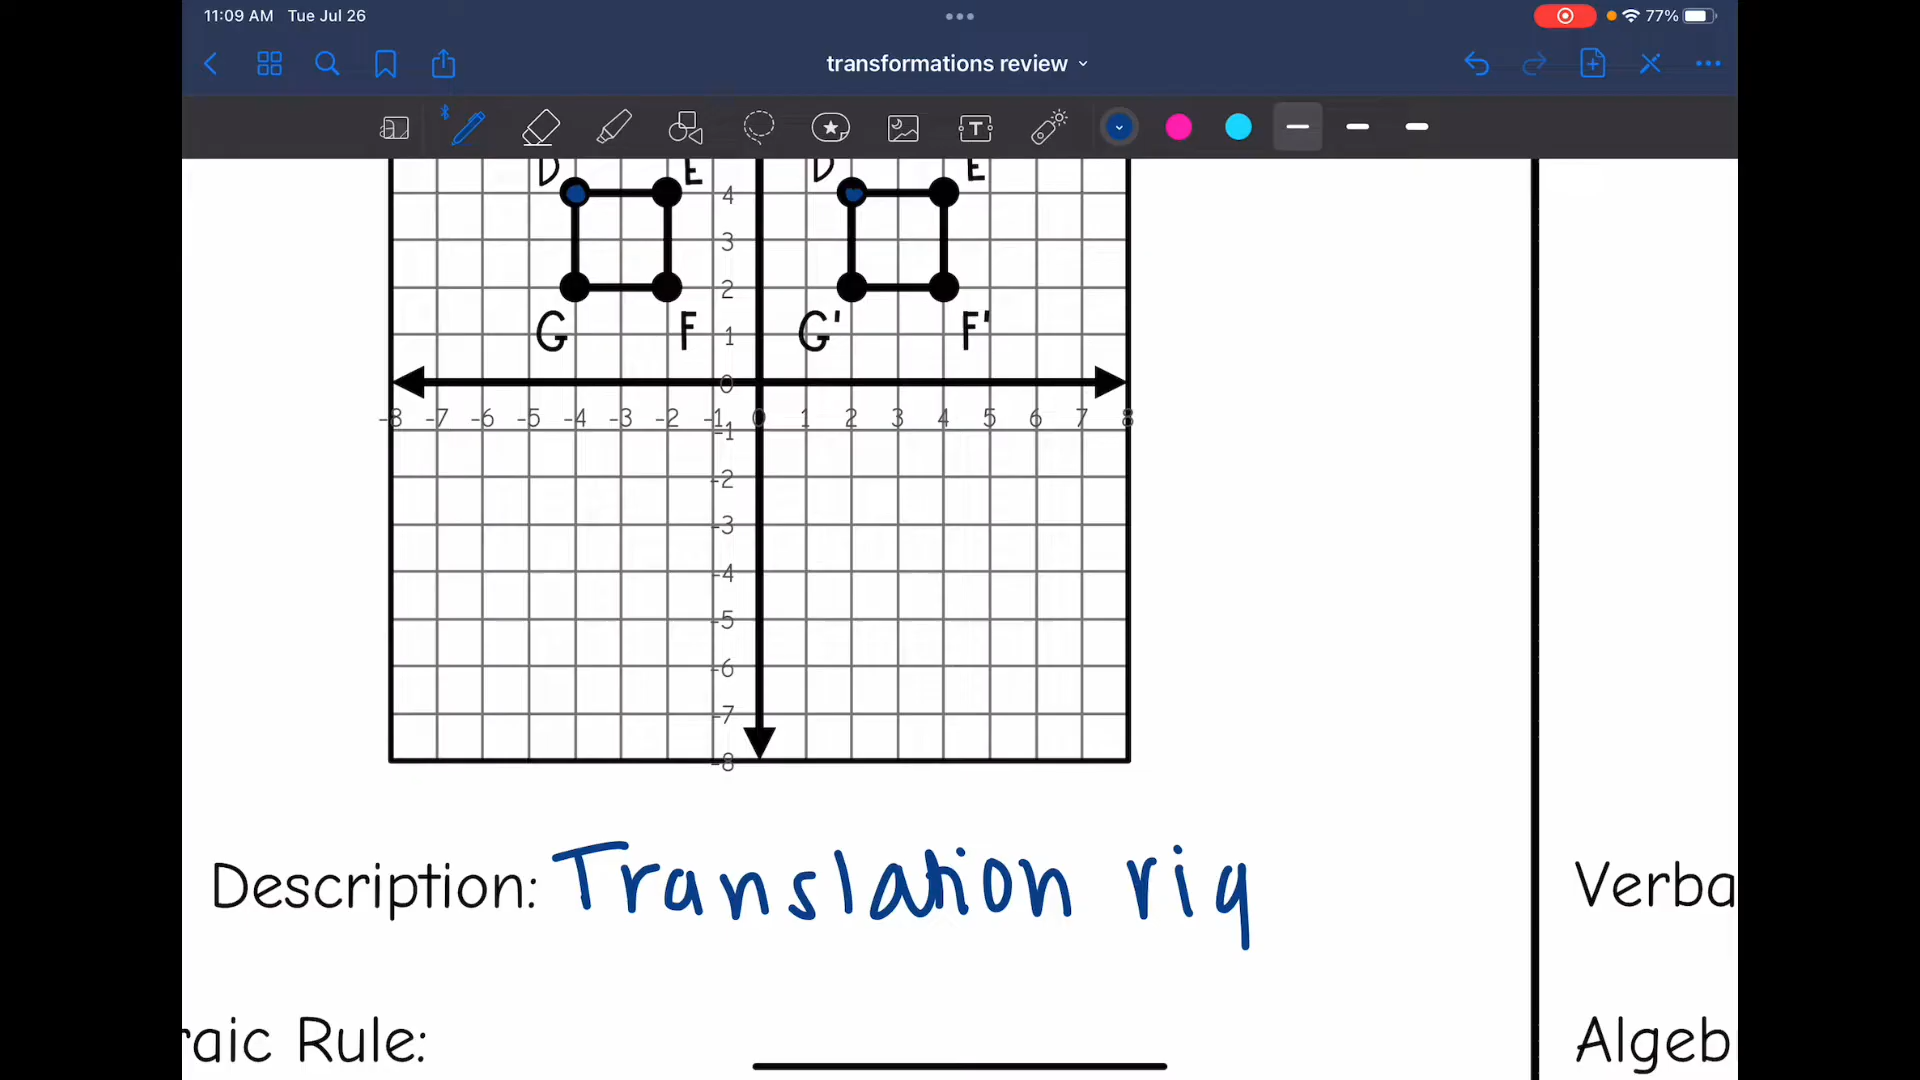 11:09 AM Tue Jul 26
77%
transformations review
D E D E
4
3
2
G F G' F'
1
0
-8 -7 -6 -5 -4 -3 -2 -1 0 1 2 3 4 5 6 7 8
-1
-2
-3
-4
-5
-6
-7
-8
Description: Translation rig
Verba
raic Rule:
Algeb